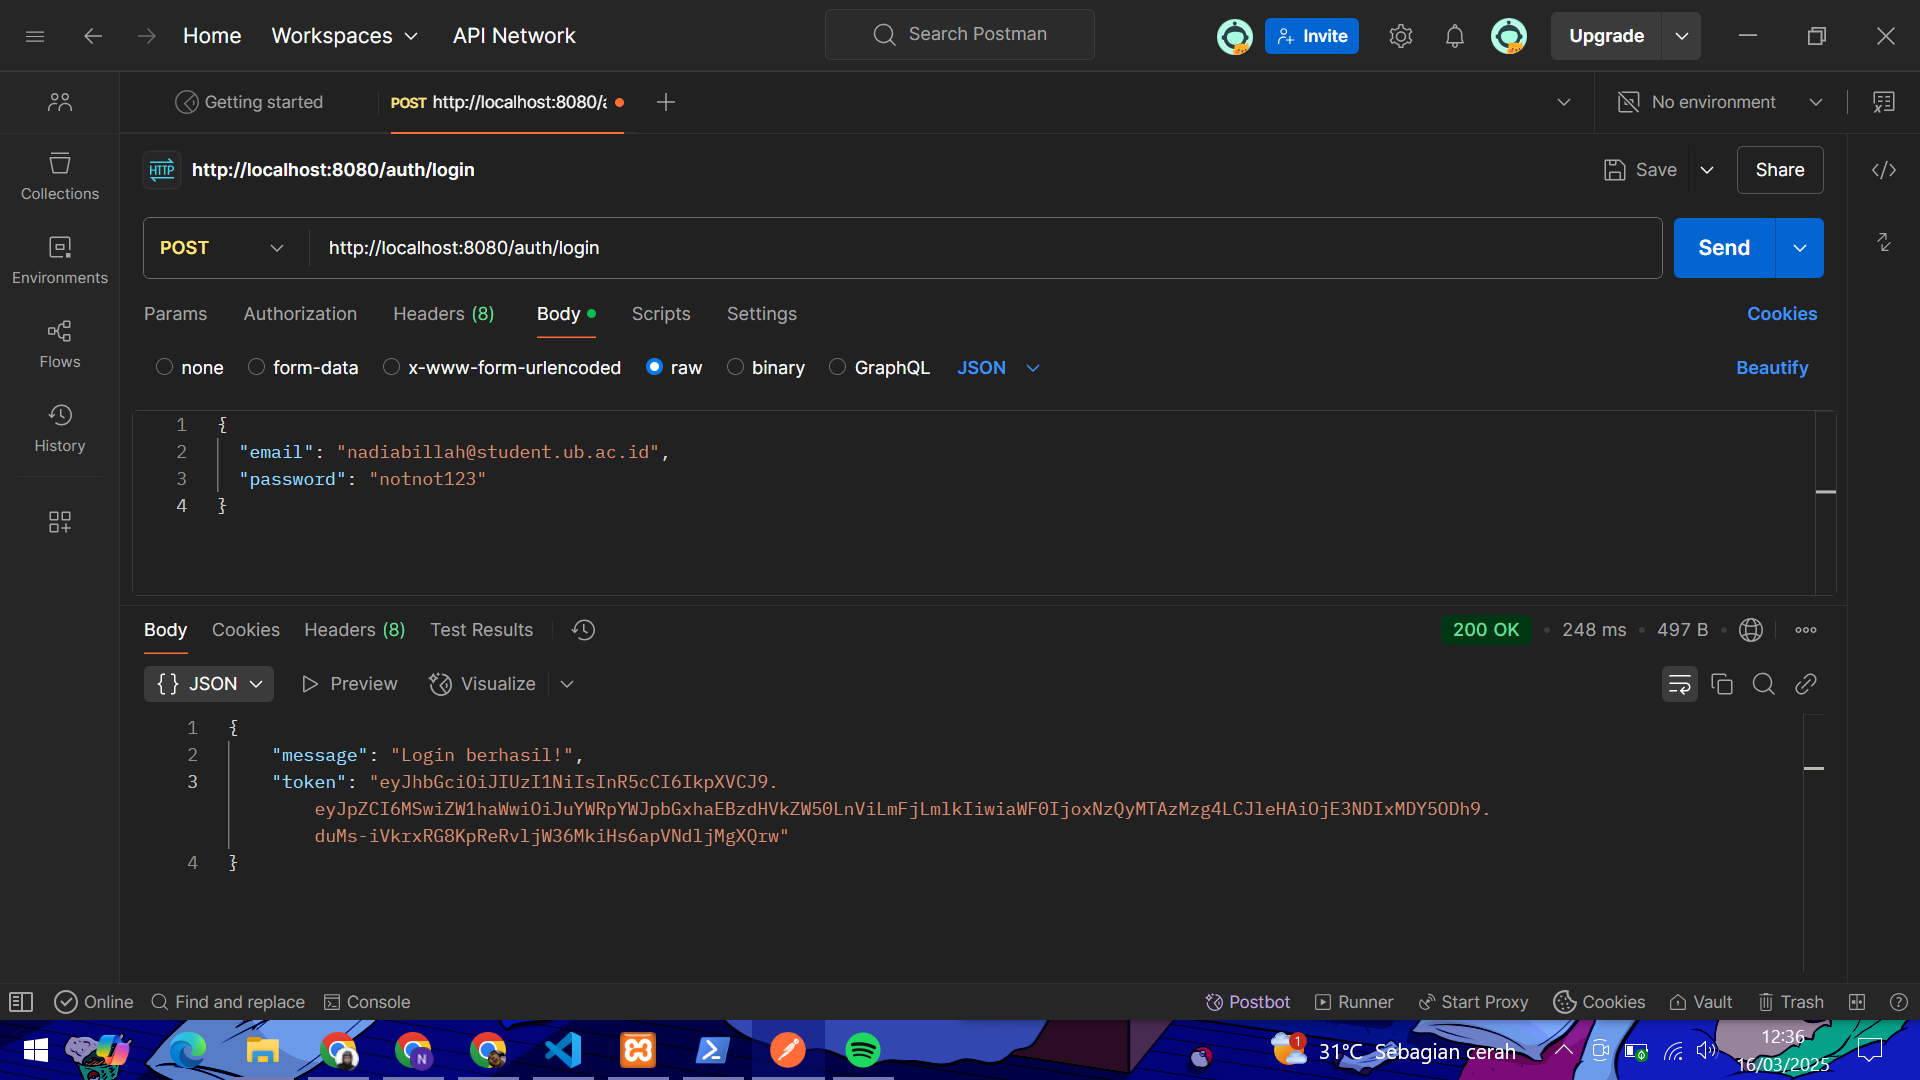 Home
Workspaces
API Network
Search Postman
Invite
Upgrade
Getting started
POST http://localhost:8080/a
No environment
HTTP
http://localhost:8080/auth/login
Save
Share
Collections
Environments
Flows
History
POST
http://localhost:8080/auth/login
Send
Params
Authorization
Headers (8)
Body
Scripts
Settings
Cookies
none
form-data
x-www-form-urlencoded
raw
binary
GraphQL
JSON
Beautify
1 {
2 "email": "nadiabillah@student.ub.ac.id",
3 "password": "notnot123"
4 }
Body
Cookies
Headers (8)
Test Results
200 OK
248 ms
497 B
{} JSON
Preview
Visualize
1 {
2 "message": "Login berhasil!",
3 "token": "eyJhbGciOiJIUzI1NiIsInR5cCI6IkpXVCJ9.
eyJpZCI6MSwiZW1haWwiOiJuYWRpYWJpbGxhaEBzdHVkZW50LnViLmFjLmlkIiwiaWF0IjoxNzQyMTAzMzg4LCJleHAiOjE3NDIxMDY5ODh9.
duMs-iVkrxRG8KpReRvljW36MkiHs6apVNdljMgXQrw"
4 }
Online
Find and replace
Console
Postbot
Runner
Start Proxy
Cookies
Vault
Trash
N
1
31°C Sebagian cerah
12:36
16/03/2025